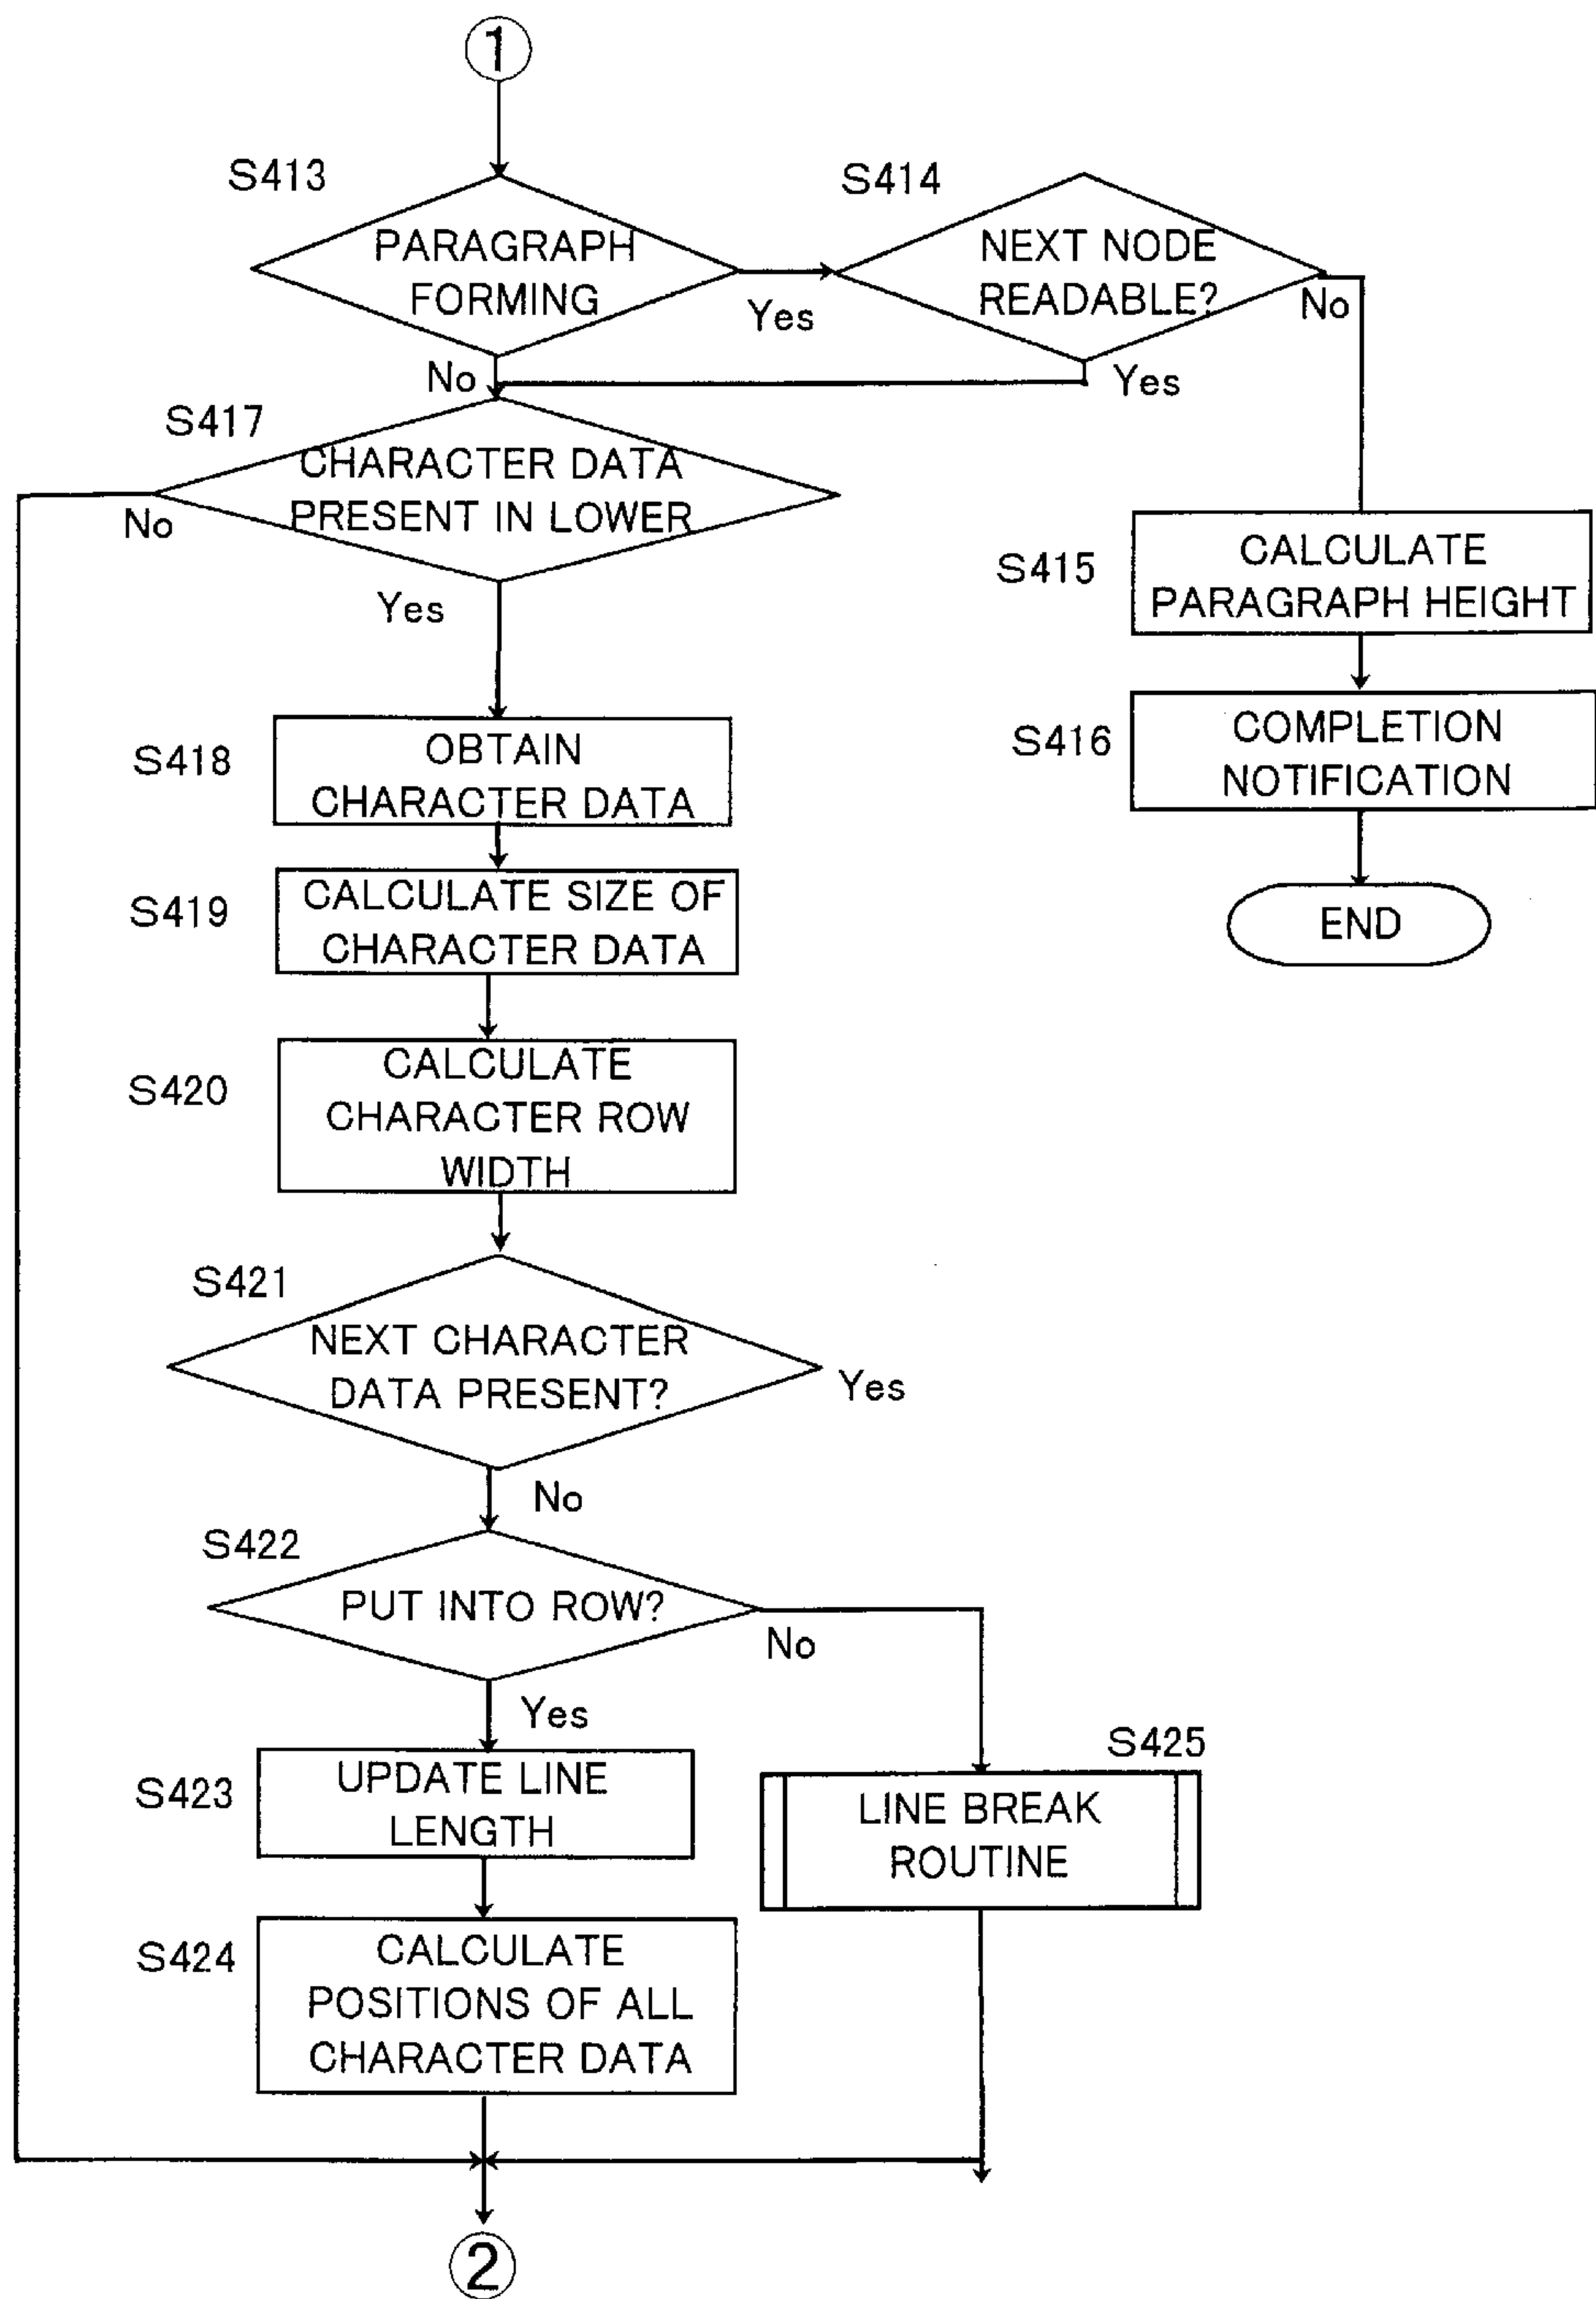 1
S413
PARAGRAPH
FORMING
Yes
No
S414
NEXT NODE
READABLE?
No
Yes
S417
CHARACTER DATA
PRESENT IN LOWER
No
Yes
S415
CALCULATE
PARAGRAPH HEIGHT
S416
COMPLETION
NOTIFICATION
END
S418
OBTAIN
CHARACTER DATA
S419
CALCULATE SIZE OF
CHARACTER DATA
S420
CALCULATE
CHARACTER ROW
WIDTH
S421
NEXT CHARACTER
DATA PRESENT?
Yes
No
S422
PUT INTO ROW?
No
Yes
S423
UPDATE LINE
LENGTH
S425
LINE BREAK
ROUTINE
S424
CALCULATE
POSITIONS OF ALL
CHARACTER DATA
2